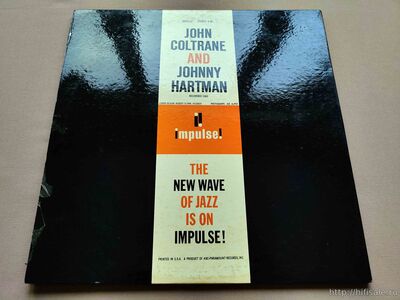 JOHN
COLTRANE
AND
JOHNNY
HARTMAN
impulse!
THE
NEW WAVE
OF JAZZ
IS ON
IMPULSE!
PRINTED IN U.S.A. A PRODUCT OF ABC-PARAMOUNT RECORDS, INC.
http://hifisale.ru